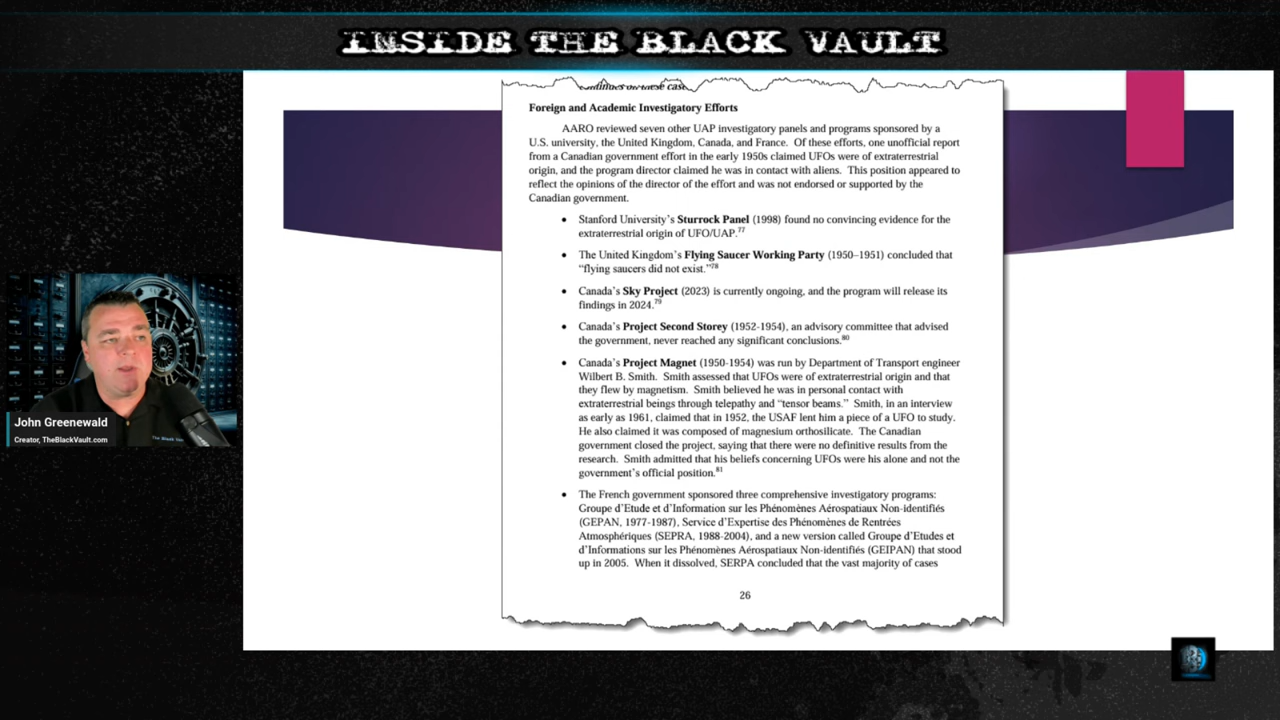 INSIDE THE BLACK VAULT
Foreign and Academic Investigatory Efforts
AARO reviewed seven other UAP investigatory panels and programs sponsored by a
U.S. university, the United Kingdom, Canada, and France. Of these efforts, one unofficial report
from a Canadian government effort in the early 1950s claimed UFOs were of extraterrestrial
origin, and the program director claimed he was in contact with aliens. This position appeared to
reflect the opinions of the director of the effort and was not endorsed or supported by the
Canadian government.
• Stanford University's Sturrock Panel (1998) found no convincing evidence for the
extraterrestrial origin of UFO/UAP.77
• The United Kingdom's Flying Saucer Working Party (1950–1951) concluded that
"flying saucers did not exist."78
• Canada's Sky Project (2023) is currently ongoing, and the program will release its
findings in 2024.79
• Canada's Project Second Storey (1952-1954), an advisory committee that advised
the government, never reached any significant conclusions.80
• Canada's Project Magnet (1950-1954) was run by Department of Transport engineer
Wilbert B. Smith. Smith assessed that UFOs were of extraterrestrial origin and that
they flew by magnetism. Smith believed he was in personal contact with
extraterrestrial beings through telepathy and "tensor beams." Smith, in an interview
as early as 1961, claimed that in 1952, the USAF lent him a piece of a UFO to study.
He also claimed it was composed of magnesium orthosilicate. The Canadian
government closed the project, saying that there were no definitive results from the
research. Smith admitted that his beliefs concerning UFOs were his alone and not the
government's official position.81
• The French government sponsored three comprehensive investigatory programs:
Groupe d'Etude et d'Information sur les Phénomènes Aérospatiaux Non-identifiés
(GEPAN, 1977-1987), Service d'Expertise des Phénomènes de Rentrées
Atmosphériques (SEPRA, 1988-2004), and a new version called Groupe d'Etudes et
d'Informations sur les Phénomènes Aérospatiaux Non-identifiés (GEIPAN) that stood
up in 2005. When it dissolved, SERPA concluded that the vast majority of cases
26
John Greenewald
Creator, TheBlackVault.com